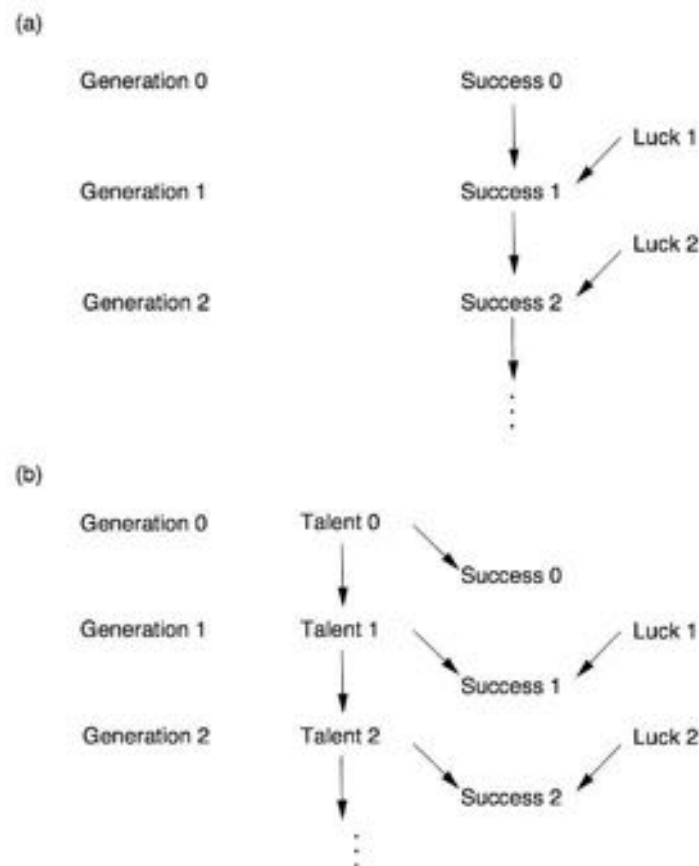 (a)
Generation 0 Success 0
Luck 1
Generation 1 Success 1
Luck 2
Generation 2 Success 2
(b)
Generation 0 Talent 0
Success 0
Generation 1 Talent 1 Luck 1
Success 1
Generation 2 Talent 2 Luck 2
Success 2